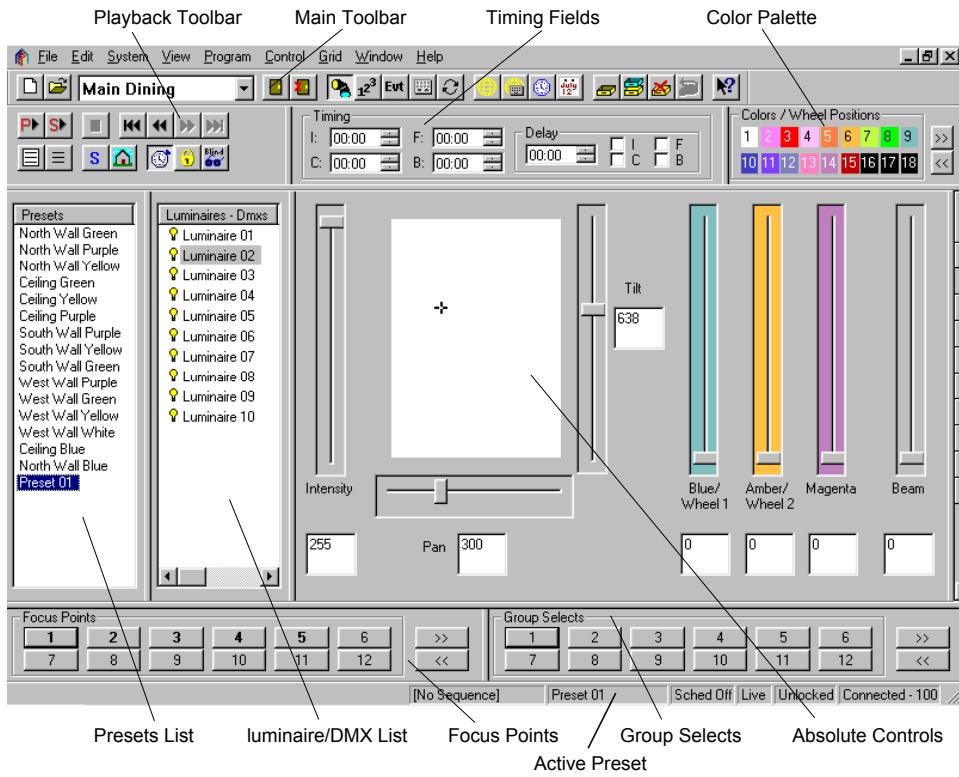 Playback Toolbar Main Toolbar Timing Fields Color Palette
File Edit System View Program Control Grid Window Help
Main Dining
12³ Evt July 12
P S
S Blind
Timing
I: 00:00 F: 00:00
C: 00:00 B: 00:00
Delay
00:00 I F
C B
Colors / Wheel Positions
1 2 3 4 5 6 7 8 9 >>
10 11 12 13 14 15 16 17 18 <<
Presets
North Wall Green
North Wall Purple
North Wall Yellow
Ceiling Green
Ceiling Yellow
Ceiling Purple
South Wall Purple
South Wall Yellow
South Wall Green
West Wall Purple
West Wall Green
West Wall Yellow
West Wall White
Ceiling Blue
North Wall Blue
Preset 01
Luminaires - Dmxs
Luminaire 01
Luminaire 02
Luminaire 03
Luminaire 04
Luminaire 05
Luminaire 06
Luminaire 07
Luminaire 08
Luminaire 09
Luminaire 10
Tilt
638
Intensity
255
Pan 300
Blue/
Wheel 1
0
Amber/
Wheel 2
0
Magenta
0
Beam
0
Focus Points
1 2 3 4 5 6 >>
7 8 9 10 11 12 <<
Group Selects
1 2 3 4 5 6 >>
7 8 9 10 11 12 <<
[No Sequence] Preset 01 Sched Off Live Unlocked Connected - 100
Presets List luminaire/DMX List Focus Points Group Selects Absolute Controls
Active Preset